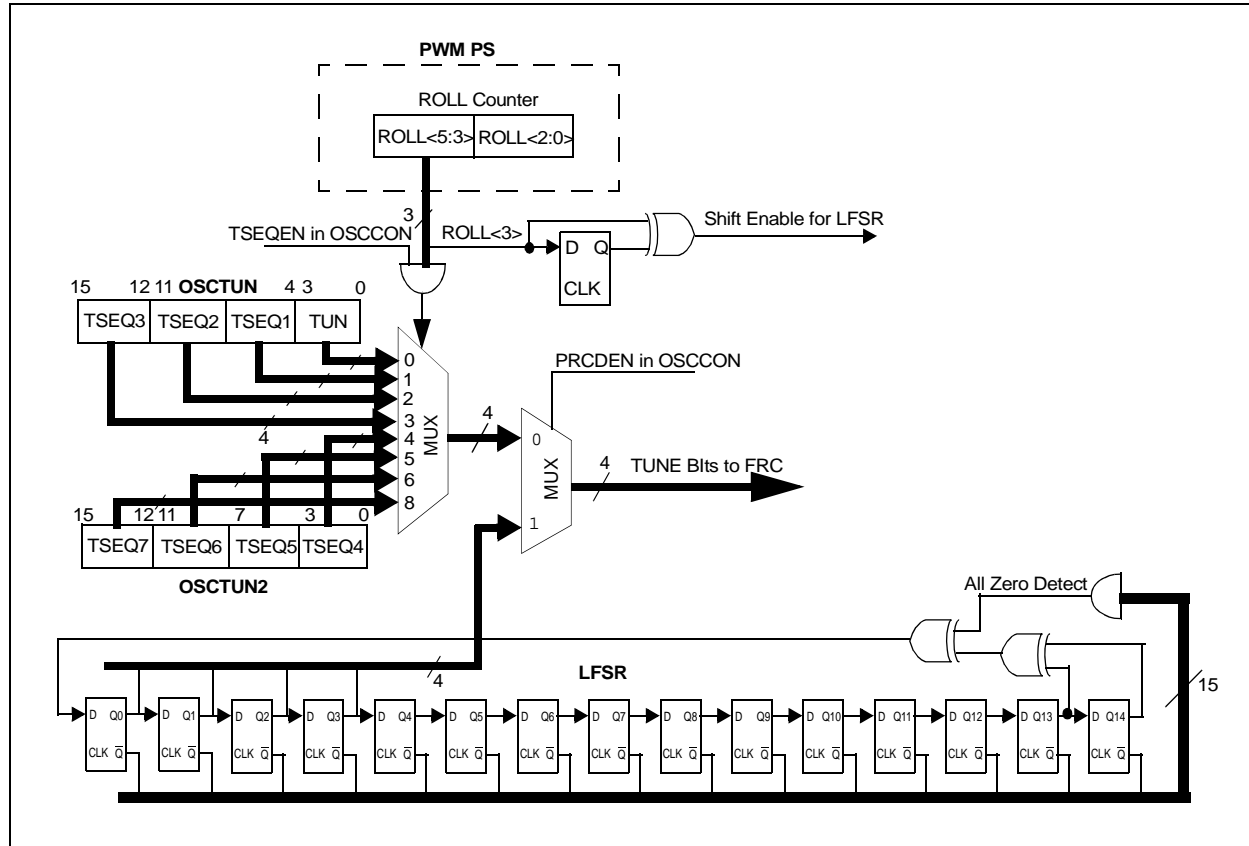 PWM PS
ROLL Counter
ROLL<5:3> ROLL<2:0>
3
TSEQEN in OSCCON
ROLL<3>
D Q
CLK
Shift Enable for LFSR
15 12 11 OSCTUN 4 3 0
TSEQ3 TSEQ2 TSEQ1 TUN
0
1
2
3
4
5
6
8
MUX
4
4
PRCDEN in OSCCON
0
1
MUX
4
TUNE BIts to FRC
15 12 11 7 3 0
TSEQ7 TSEQ6 TSEQ5 TSEQ4
OSCTUN2
All Zero Detect
4
LFSR
15
D Q0 D Q1 D Q2 D Q3 D Q4 D Q5 D Q6 D Q7 D Q8 D Q9 D Q10 D Q11 D Q12 D Q13 D Q14
CLK Q̅ CLK Q̅ CLK Q̅ CLK Q̅ CLK Q̅ CLK Q̅ CLK Q̅ CLK Q̅ CLK Q̅ CLK Q̅ CLK Q̅ CLK Q̅ CLK Q̅ CLK Q̅ CLK Q̅